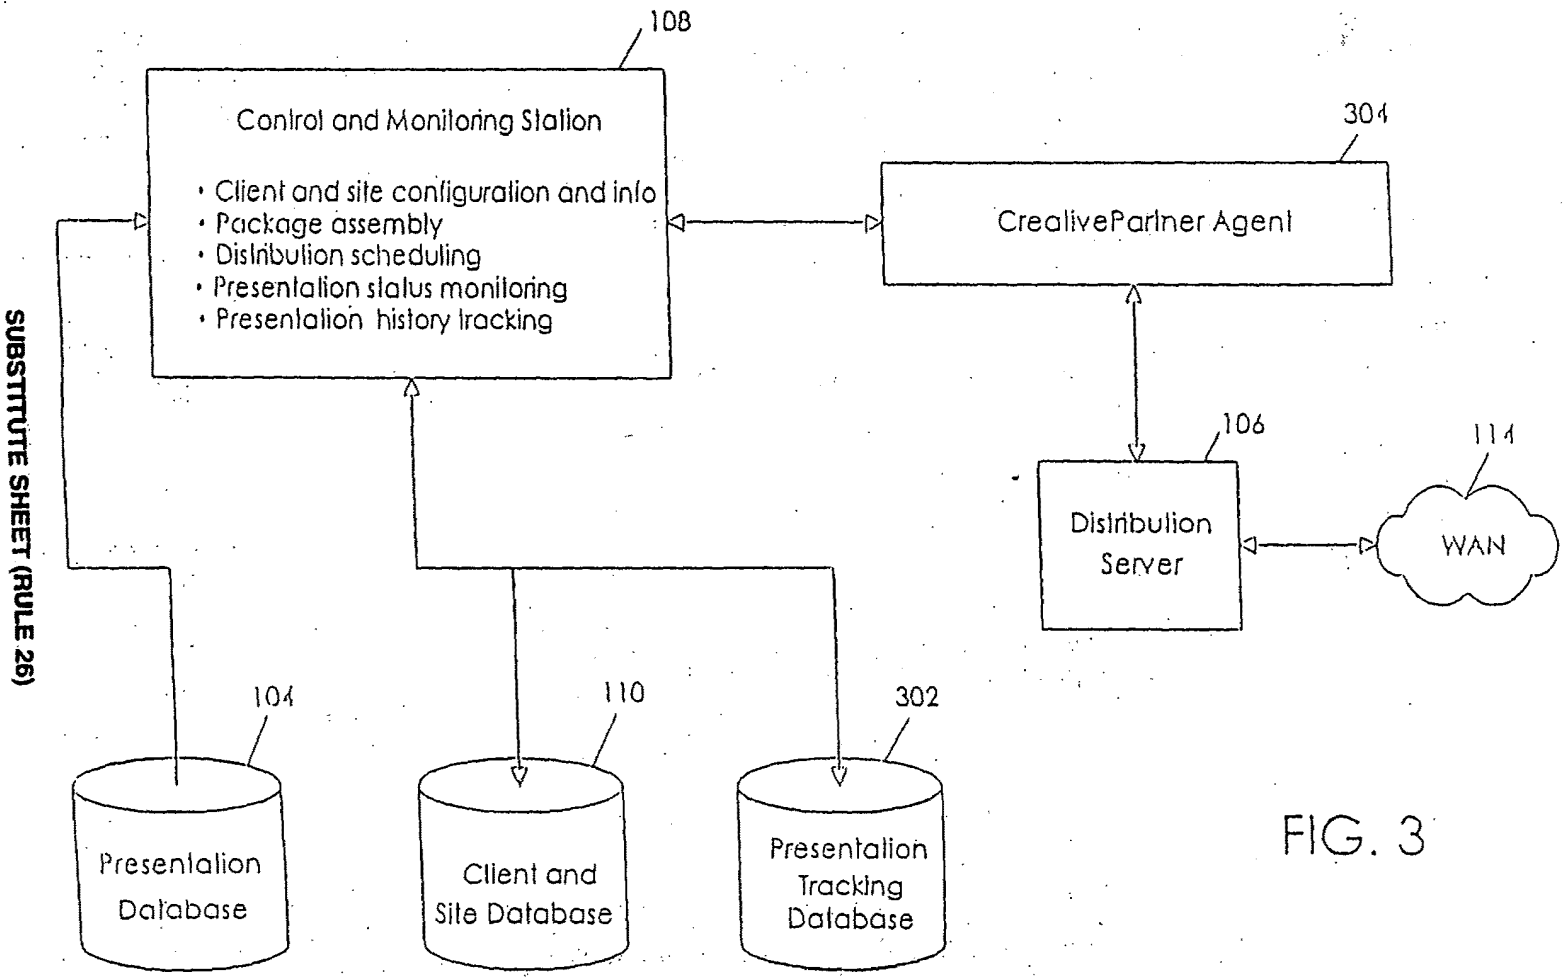 108
Control and Monitoring Station
• Client and site configuration and info
• Package assembly
• Distribution scheduling
• Presentation status monitoring
• Presentation history tracking
304
CreativePartner Agent
106
Distribution
Server
114
WAN
104
Presentation
Database
110
Client and
Site Database
302
Presentation
Tracking
Database
FIG. 3
SUBSTITUTE SHEET (RULE 26)